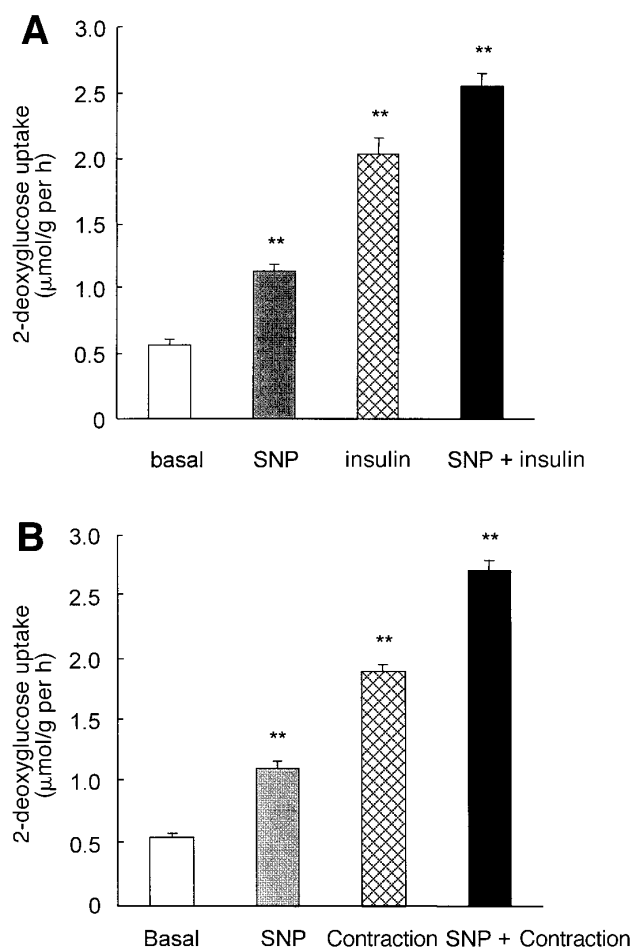 A
2-deoxyglucose uptake
(μmol/g per h)
3.0
2.5
2.0
1.5
1.0
0.5
0
**
**
**
basal SNP insulin SNP + insulin
B
2-deoxyglucose uptake
(μmol/g per h)
3.0
2.5
2.0
1.5
1.0
0.5
0
**
**
**
Basal SNP Contraction SNP + Contraction